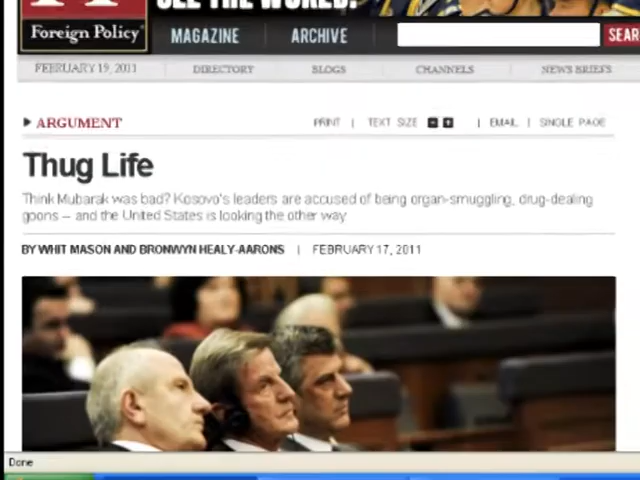 SEE THE WORLD.
Foreign Policy
MAGAZINE
ARCHIVE
SEAR
FEBRUARY 19, 2011
DIRECTORY
BLOGS
CHANNELS
NEWS BRIEFS
ARGUMENT
PRINT | TEXT SIZE | EMAIL | SINGLE PAGE
Thug Life
Think Mubarak was bad? Kosovo's leaders are accused of being organ-smuggling, drug-dealing
goons -- and the United States is looking the other way
BY WHIT MASON AND BRONWYN HEALY-AARONS | FEBRUARY 17, 2011
Done